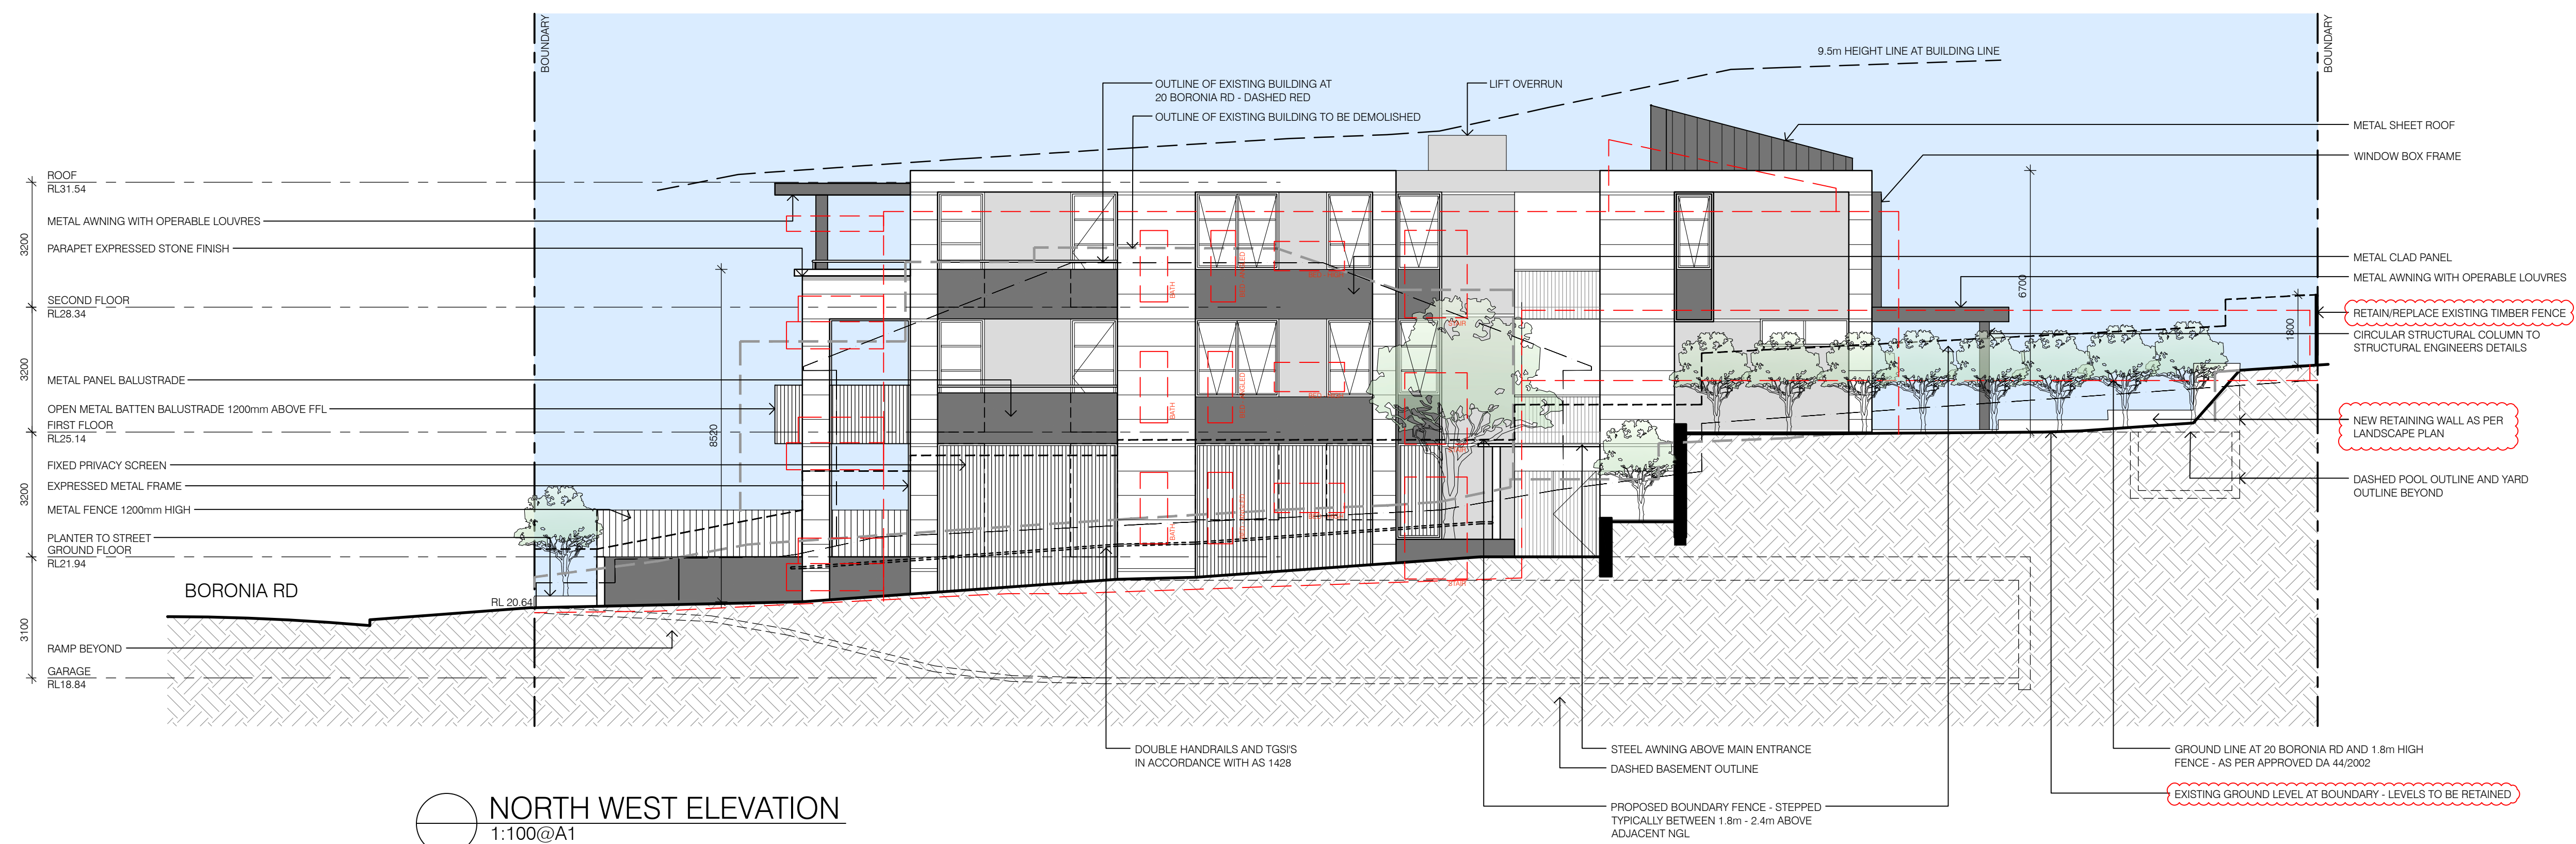 BOUNDARY
BOUNDARY
9.5m HEIGHT LINE AT BUILDING LINE
OUTLINE OF EXISTING BUILDING AT
20 BORONIA RD - DASHED RED
LIFT OVERRUN
OUTLINE OF EXISTING BUILDING TO BE DEMOLISHED
METAL SHEET ROOF
WINDOW BOX FRAME
ROOF
RL31.54
METAL AWNING WITH OPERABLE LOUVRES
PARAPET EXPRESSED STONE FINISH
3200
METAL CLAD PANEL
METAL AWNING WITH OPERABLE LOUVRES
6700
SECOND FLOOR
RL28.34
RETAIN/REPLACE EXISTING TIMBER FENCE
1800
CIRCULAR STRUCTURAL COLUMN TO
STRUCTURAL ENGINEERS DETAILS
3200
METAL PANEL BALUSTRADE
OPEN METAL BATTEN BALUSTRADE 1200mm ABOVE FFL
FIRST FLOOR
RL25.14
8520
NEW RETAINING WALL AS PER
LANDSCAPE PLAN
FIXED PRIVACY SCREEN
EXPRESSED METAL FRAME
3200
DASHED POOL OUTLINE AND YARD
OUTLINE BEYOND
METAL FENCE 1200mm HIGH
PLANTER TO STREET
GROUND FLOOR
RL21.94
BATH
BATH
BATH
STAIR
STAIR
STAIR
BORONIA RD
RL 20.64
3100
RAMP BEYOND
GARAGE
RL18.84
DOUBLE HANDRAILS AND TGSI'S
IN ACCORDANCE WITH AS 1428
STEEL AWNING ABOVE MAIN ENTRANCE
DASHED BASEMENT OUTLINE
GROUND LINE AT 20 BORONIA RD AND 1.8m HIGH
FENCE - AS PER APPROVED DA 44/2002
EXISTING GROUND LEVEL AT BOUNDARY - LEVELS TO BE RETAINED
PROPOSED BOUNDARY FENCE - STEPPED
TYPICALLY BETWEEN 1.8m - 2.4m ABOVE
ADJACENT NGL
NORTH WEST ELEVATION
1:100@A1